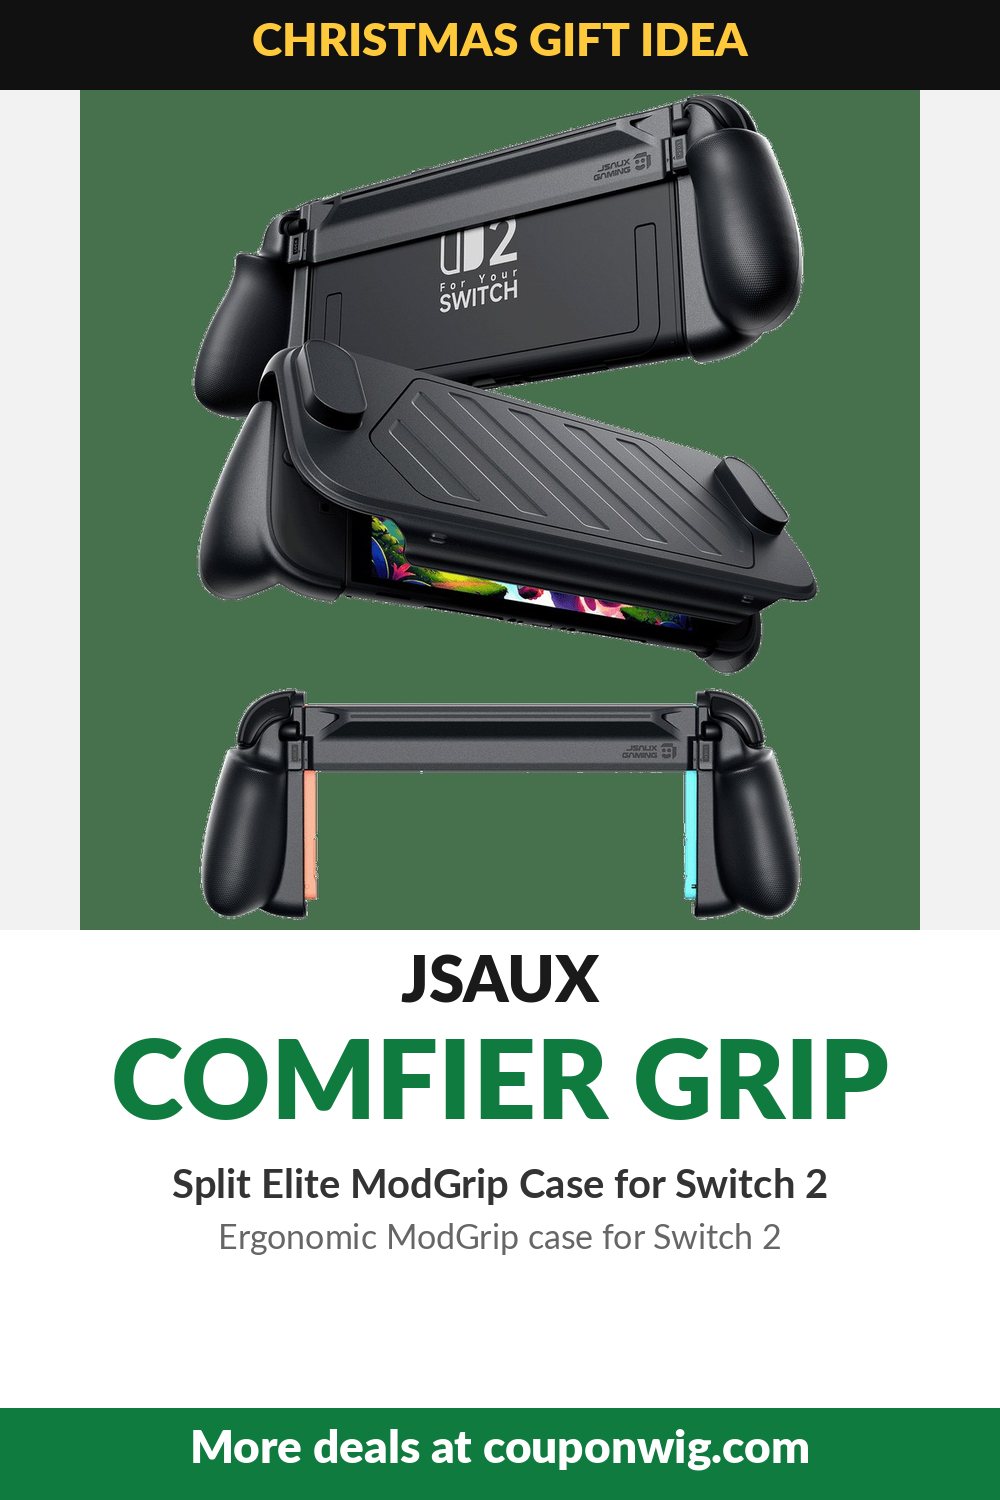 CHRISTMAS GIFT IDEA
JSAUX
GAMING
2
For Your
SWITCH
JSAUX
GAMING
JSAUX
COMFIER GRIP
Split Elite ModGrip Case for Switch 2
Ergonomic ModGrip case for Switch 2
More deals at couponwig.com